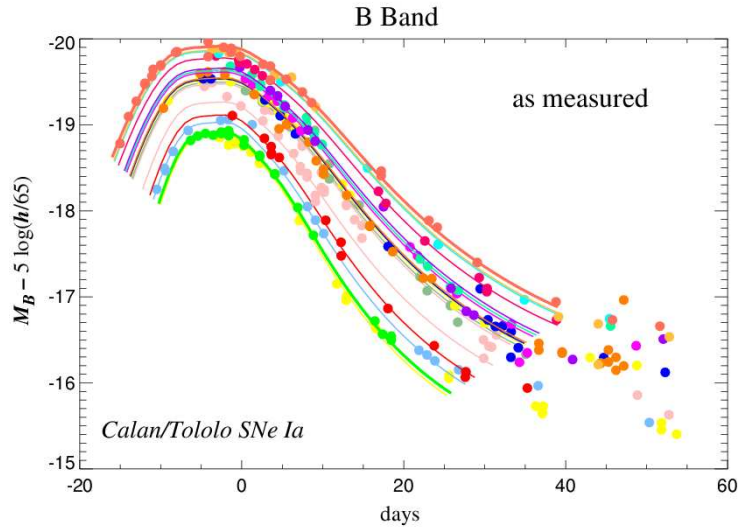 B Band
-20
as measured
-19
-18
-17
-16
-15
M_B – 5 log(h/65)
Calan/Tololo SNe Ia
-20 0 20 40 60
days